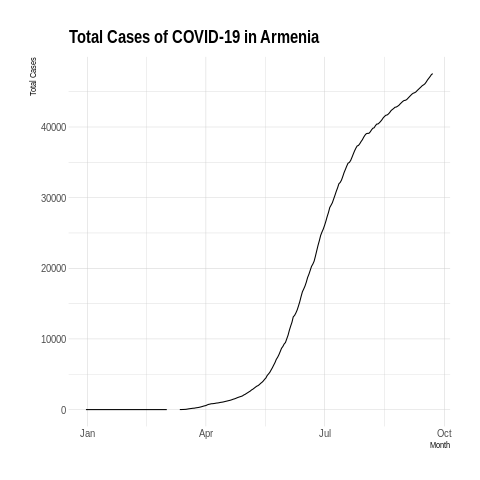 Total Cases of COVID-19 in Armenia
Total Cases
40000
30000
20000
10000
0
Jan Apr Jul Oct
Month